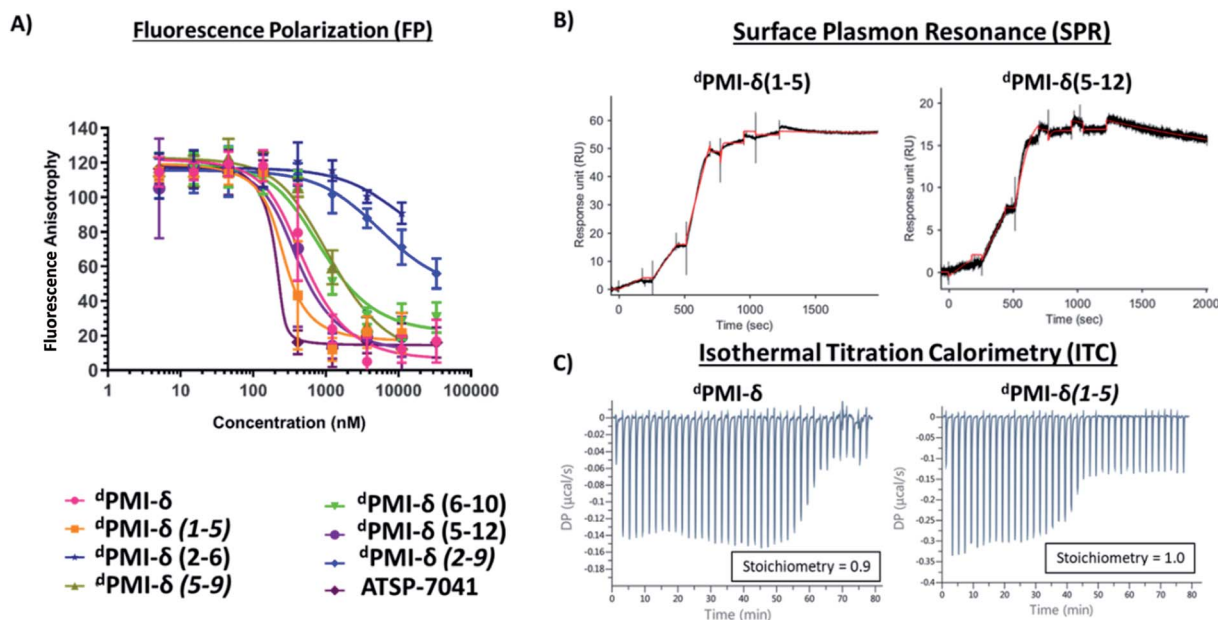 A)
Fluorescence Polarization (FP)
Fluorescence Anisotropy
140
120
100
80
60
40
20
0
1 10 100 1000 10000 100000
Concentration (nM)
ᵈPMI-δ
ᵈPMI-δ (1-5)
ᵈPMI-δ (2-6)
ᵈPMI-δ (5-9)
ᵈPMI-δ (6-10)
ᵈPMI-δ (5-12)
ᵈPMI-δ (2-9)
ATSP-7041
B)
Surface Plasmon Resonance (SPR)
ᵈPMI-δ(1-5)
Response unit (RU)
60
40
20
0
0 500 1000 1500
Time (sec)
ᵈPMI-δ(5-12)
Response unit (RU)
20
15
10
5
0
0 500 1000 1500 2000
Time (sec)
C)
Isothermal Titration Calorimetry (ITC)
ᵈPMI-δ
DP (µcal/s)
0
-0.02
-0.04
-0.06
-0.08
-0.1
-0.12
-0.14
-0.16
-0.18
Stoichiometry = 0.9
0 10 20 30 40 50 60 70 80
Time (min)
ᵈPMI-δ(1-5)
DP (µcal/s)
0
-0.05
-0.1
-0.15
-0.2
-0.25
-0.3
-0.35
-0.4
Stoichiometry = 1.0
0 10 20 30 40 50 60 70 80
Time (min)